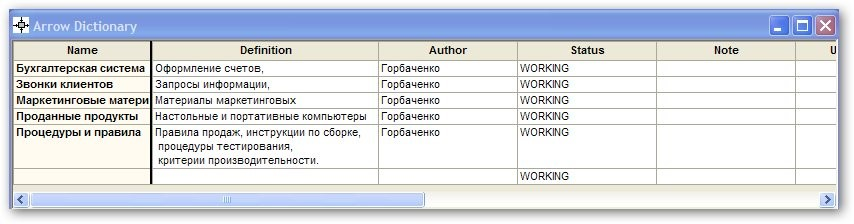 Arrow Dictionary
Name Definition Author Status Note U
Бухгалтерская система Оформление счетов, Горбаченко WORKING
Звонки клиентов Запросы информации, Горбаченко WORKING
Маркетинговые матери Материалы маркетинговых Горбаченко WORKING
Проданные продукты Настольные и портативные компьютеры Горбаченко WORKING
Процедуры и правила Правила продаж, инструкции по сборке, Горбаченко WORKING
процедуры тестирования,
критерии производительности.
WORKING